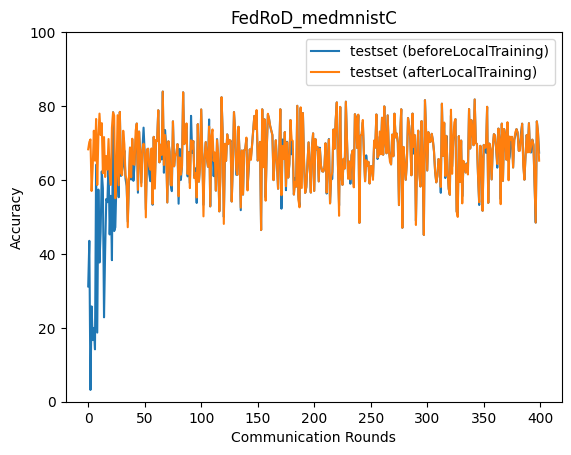 FedRoD_medmnistC
testset (beforeLocalTraining)
testset (afterLocalTraining)
100
80
60
40
20
0
Accuracy
0 50 100 150 200 250 300 350 400
Communication Rounds